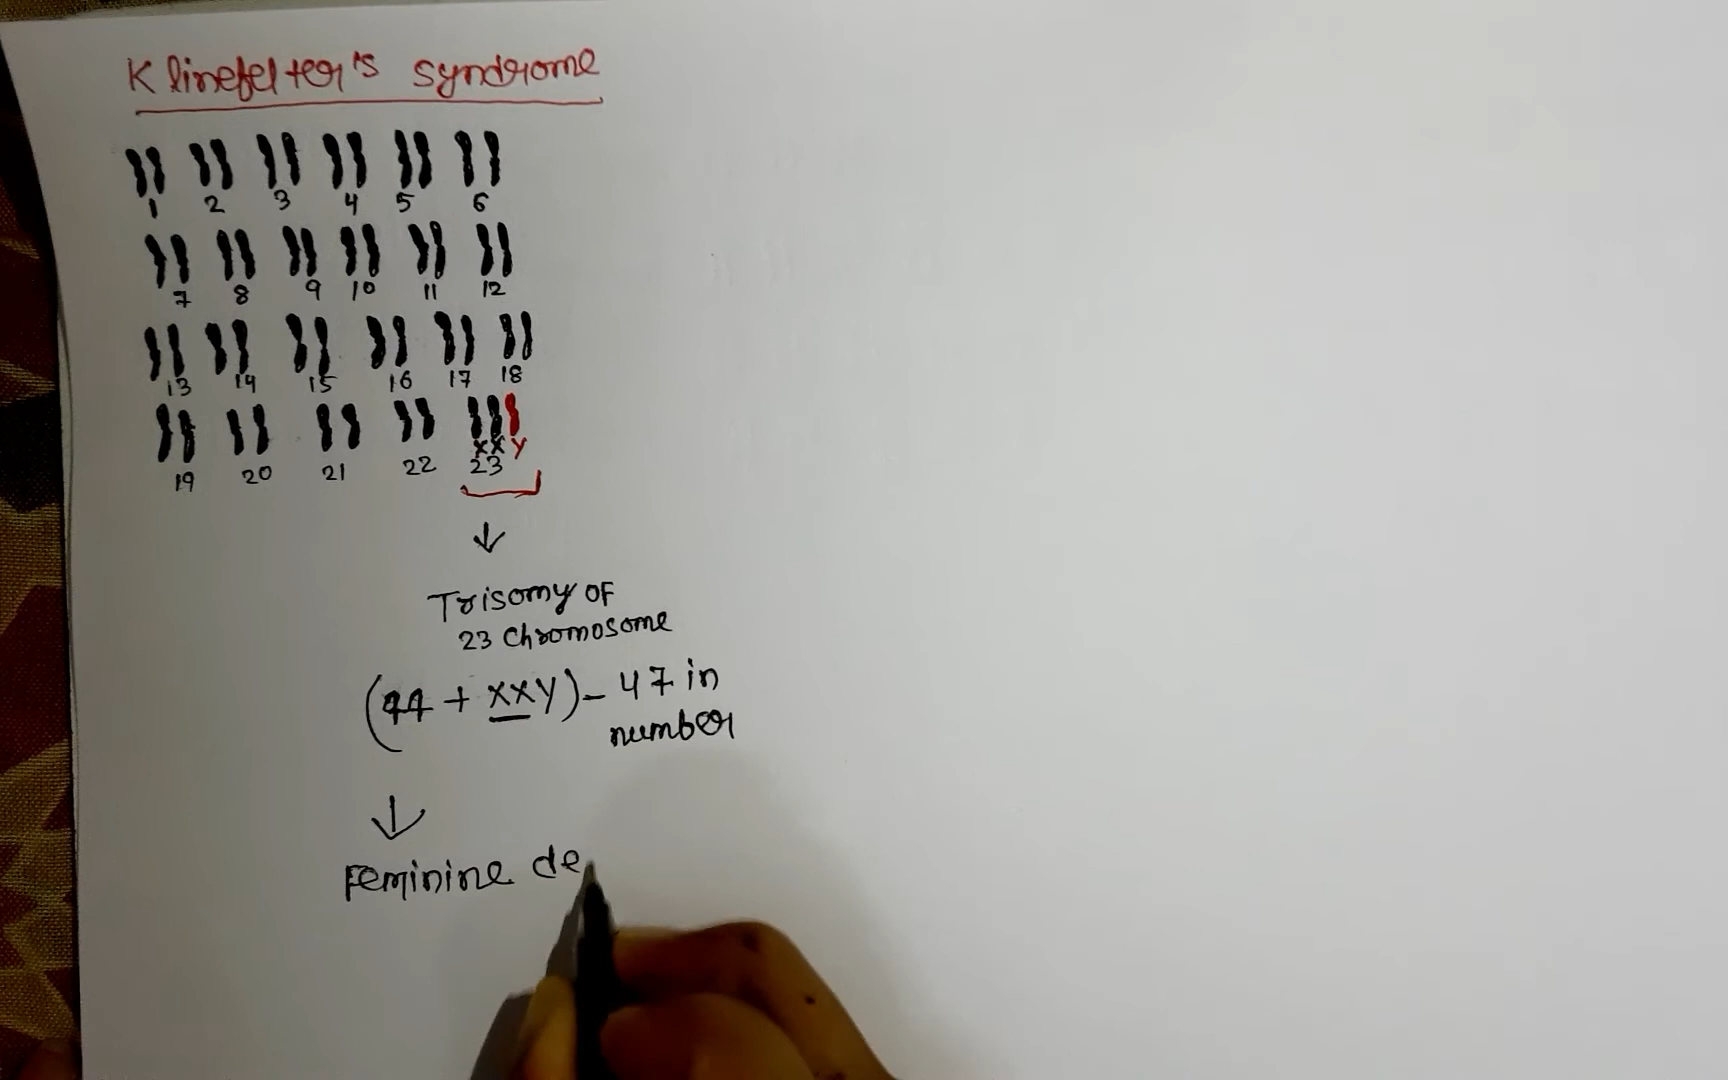 Klinefelter's syndrome
1 2 3 4 5 6
7 8 9 10 11 12
13 14 15 16 17 18
XXY
19 20 21 22 23
Trisomy OF
23 Chromosome
(44 + XXY) - 47 in
number
Feminine de